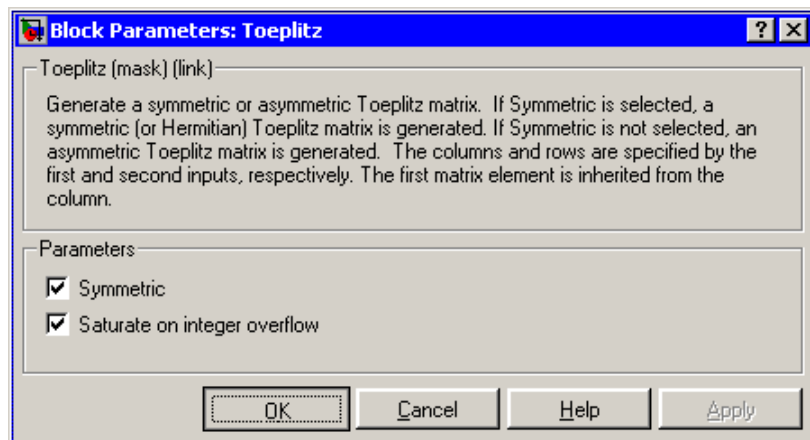 Block Parameters: Toeplitz
Toeplitz (mask) (link)
Generate a symmetric or asymmetric Toeplitz matrix.  If Symmetric is selected, a
symmetric (or Hermitian) Toeplitz matrix is generated. If Symmetric is not selected, an
asymmetric Toeplitz matrix is generated.  The columns and rows are specified by the
first and second inputs, respectively. The first matrix element is inherited from the
column.
Parameters
Symmetric
Saturate on integer overflow
OK Cancel Help Apply